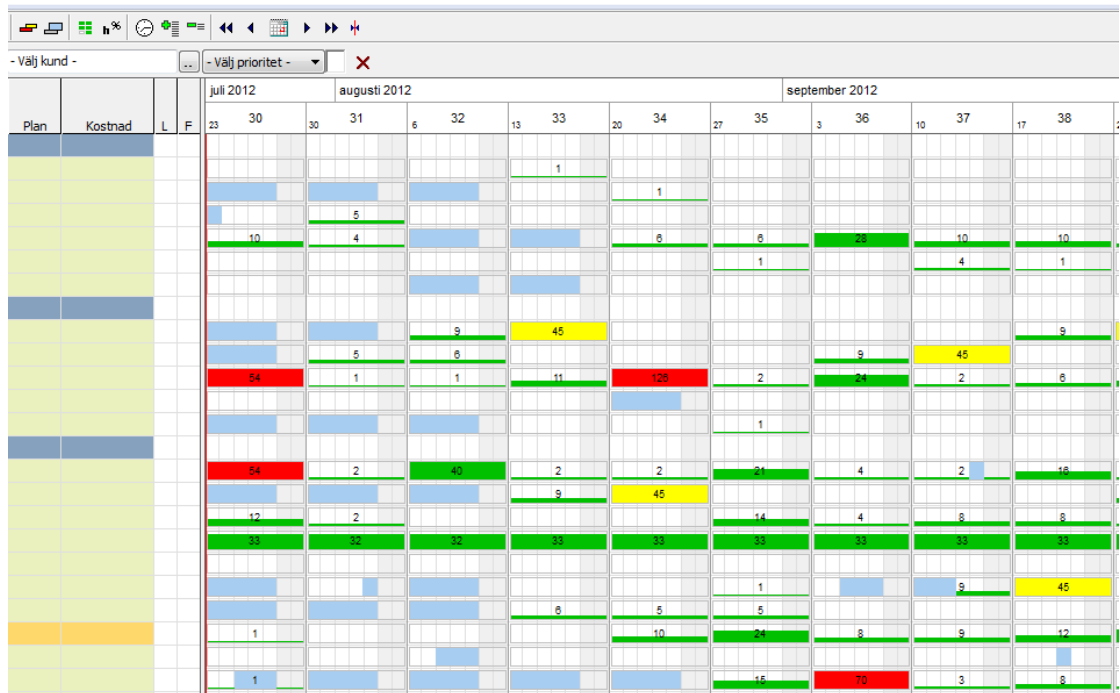 h%
- Välj kund -
..
- Välj prioritet -
juli 2012 augusti 2012 september 2012
Plan Kostnad L F 23 30 30 31 6 32 13 33 20 34 27 35 3 36 10 37 17 38
1
1
5
10 4 6 6 28 10 10
1 4 1
9 45 9
5 6 9 45
54 1 1 11 126 2 24 2 6
1
54 2 40 2 2 21 4 2 16
9 45
12 2 14 4 8 8
33 32 32 33 33 33 33 33 33
1 9 45
6 5 5
1 10 24 8 9 12
1 15 70 3 8